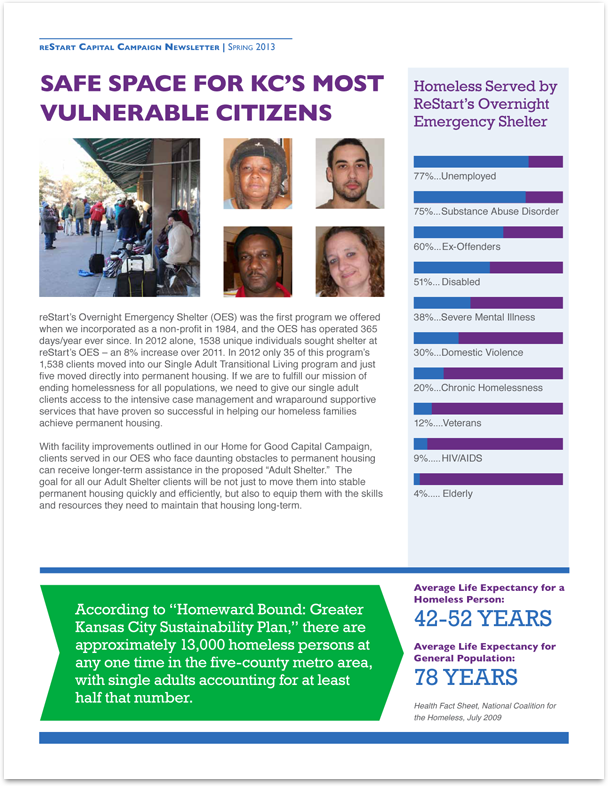 reStart Capital Campaign Newsletter | Spring 2013
SAFE SPACE FOR KC'S MOST
VULNERABLE CITIZENS
reStart's Overnight Emergency Shelter (OES) was the first program we offered
when we incorporated as a non-profit in 1984, and the OES has operated 365
days/year ever since. In 2012 alone, 1538 unique individuals sought shelter at
reStart's OES – an 8% increase over 2011. In 2012 only 35 of this program's
1,538 clients moved into our Single Adult Transitional Living program and just
five moved directly into permanent housing. If we are to fulfill our mission of
ending homelessness for all populations, we need to give our single adult
clients access to the intensive case management and wraparound supportive
services that have proven so successful in helping our homeless families
achieve permanent housing.
With facility improvements outlined in our Home for Good Capital Campaign,
clients served in our OES who face daunting obstacles to permanent housing
can receive longer-term assistance in the proposed “Adult Shelter.” The
goal for all our Adult Shelter clients will be not just to move them into stable
permanent housing quickly and efficiently, but also to equip them with the skills
and resources they need to maintain that housing long-term.
Homeless Served by
ReStart's Overnight
Emergency Shelter
77%...Unemployed
75%...Substance Abuse Disorder
60%...Ex-Offenders
51%...Disabled
38%...Severe Mental Illness
30%...Domestic Violence
20%...Chronic Homelessness
12%....Veterans
9%.....HIV/AIDS
4%..... Elderly
According to “Homeward Bound: Greater
Kansas City Sustainability Plan,” there are
approximately 13,000 homeless persons at
any one time in the five-county metro area,
with single adults accounting for at least
half that number.
Average Life Expectancy for a
Homeless Person:
42-52 YEARS
Average Life Expectancy for
General Population:
78 YEARS
Health Fact Sheet, National Coalition for
the Homeless, July 2009